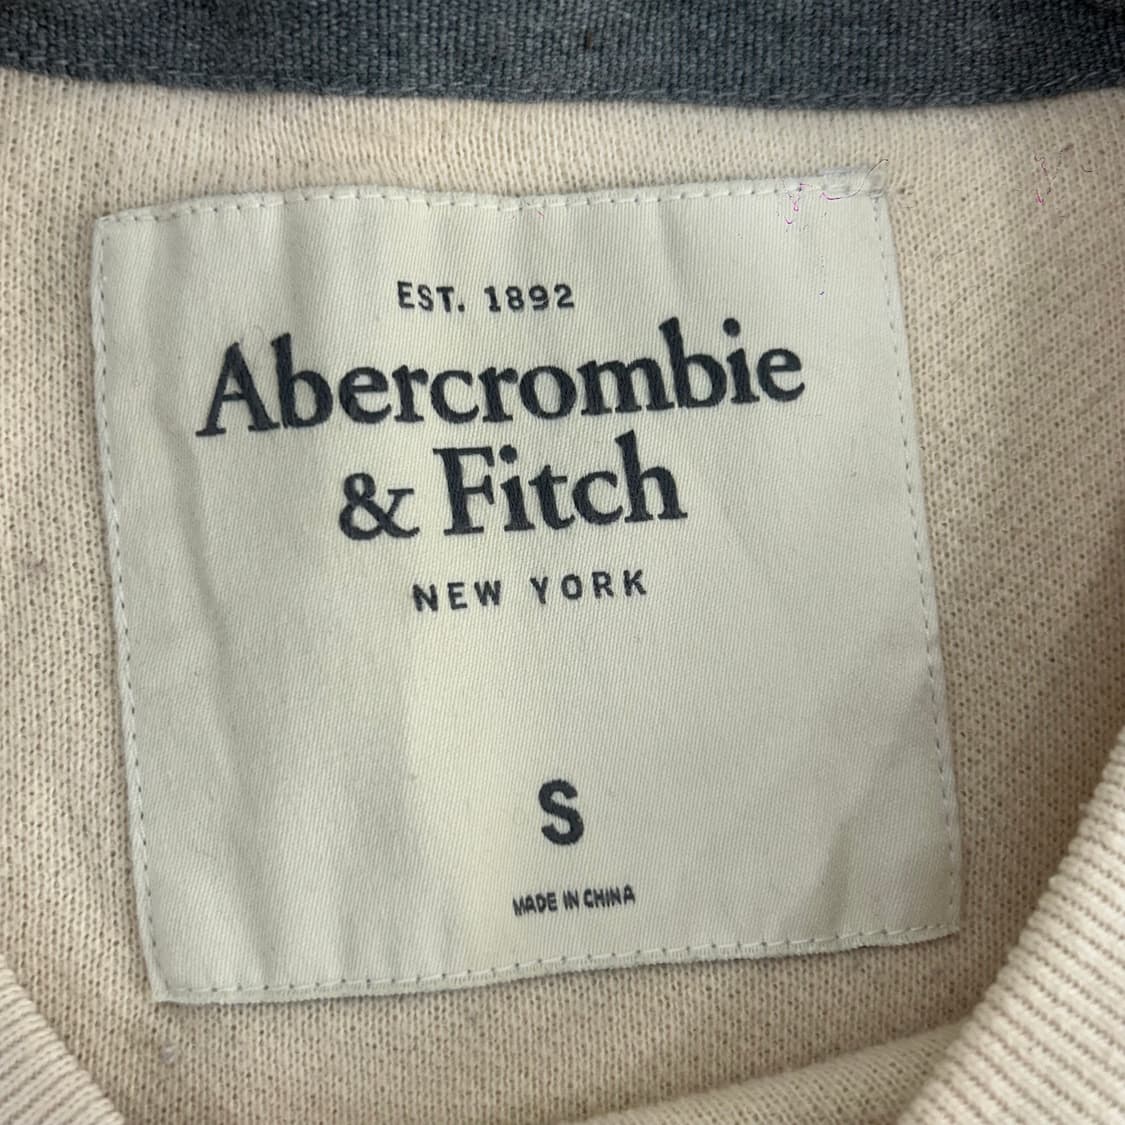 EST. 1892
Abercrombie
& Fitch
NEW YORK
S
MADE IN CHINA